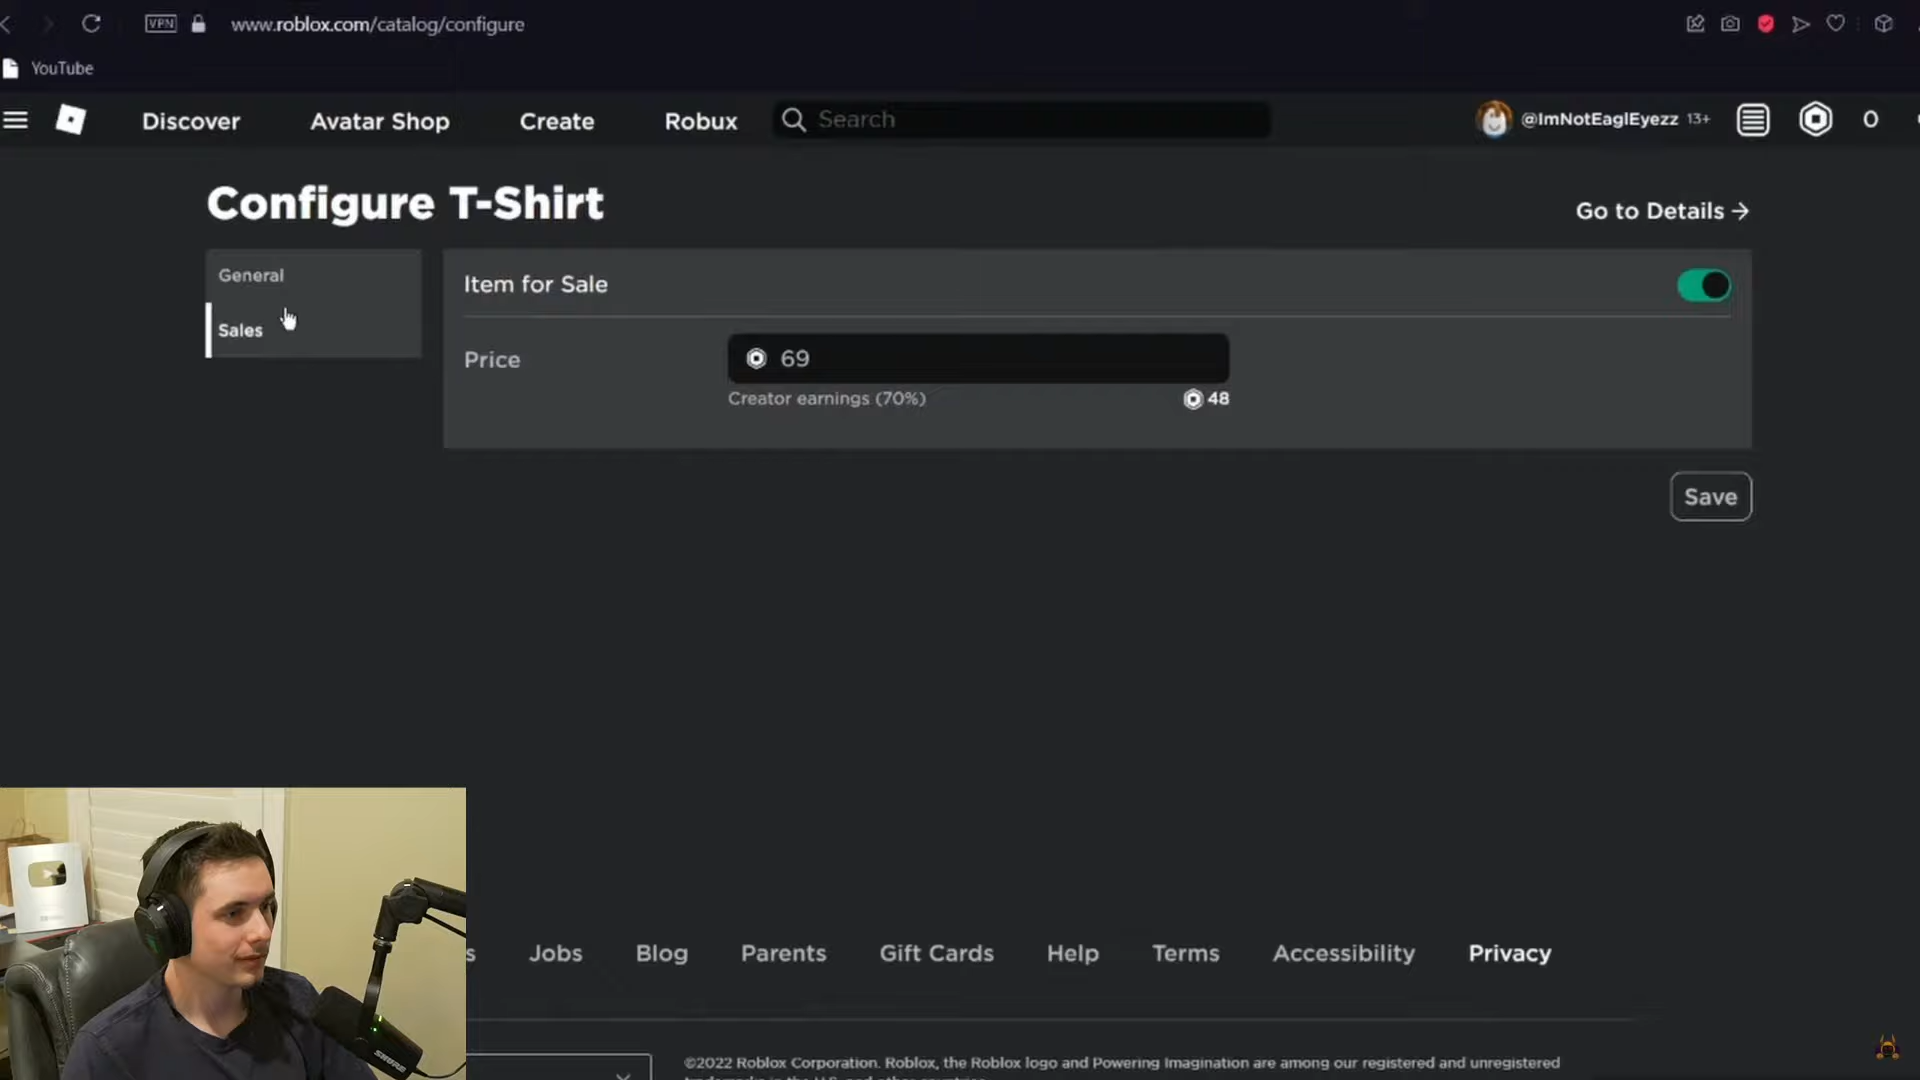 VPN
www.roblox.com/catalog/configure
YouTube
Discover Avatar Shop Create Robux Search @ImNotEaglEyezz 13+ 0
Configure T-Shirt
Go to Details →
General
Sales
Item for Sale
Price
69
Creator earnings (70%) 48
Save
s Jobs Blog Parents Gift Cards Help Terms Accessibility Privacy
SHURE
©2022 Roblox Corporation. Roblox, the Roblox logo and Powering Imagination are among our registered and unregistered